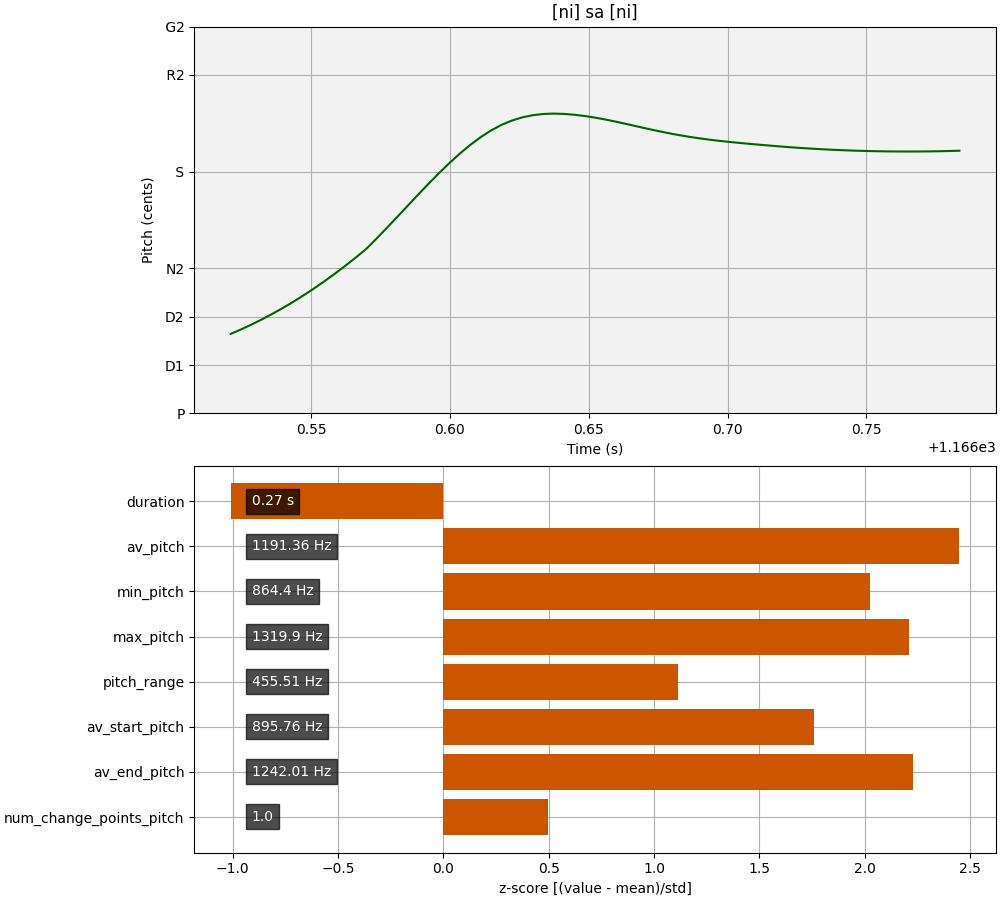 [ni] sa [ni]
G2
R2
S
N2
D2
D1
P
Pitch (cents)
0.55 0.60 0.65 0.70 0.75
Time (s)
+1.166e3
duration 0.27 s
av_pitch 1191.36 Hz
min_pitch 864.4 Hz
max_pitch 1319.9 Hz
pitch_range 455.51 Hz
av_start_pitch 895.76 Hz
av_end_pitch 1242.01 Hz
num_change_points_pitch 1.0
−1.0 −0.5 0.0 0.5 1.0 1.5 2.0 2.5
z-score [(value - mean)/std]